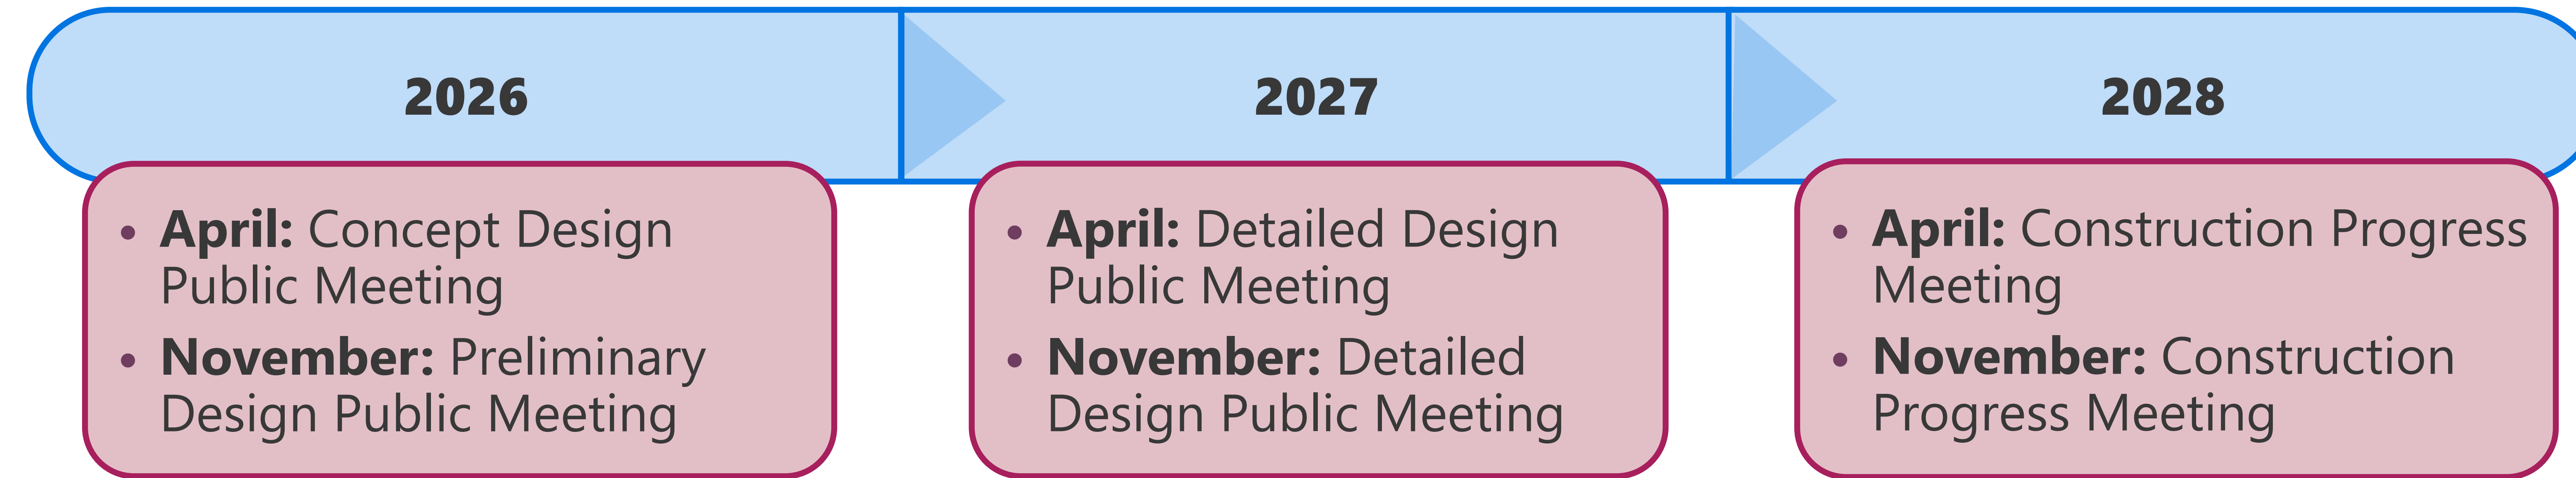 2026
2027
2028
• April: Concept Design
Public Meeting
• November: Preliminary
Design Public Meeting
• April: Detailed Design
Public Meeting
• November: Detailed
Design Public Meeting
• April: Construction Progress
Meeting
• November: Construction
Progress Meeting